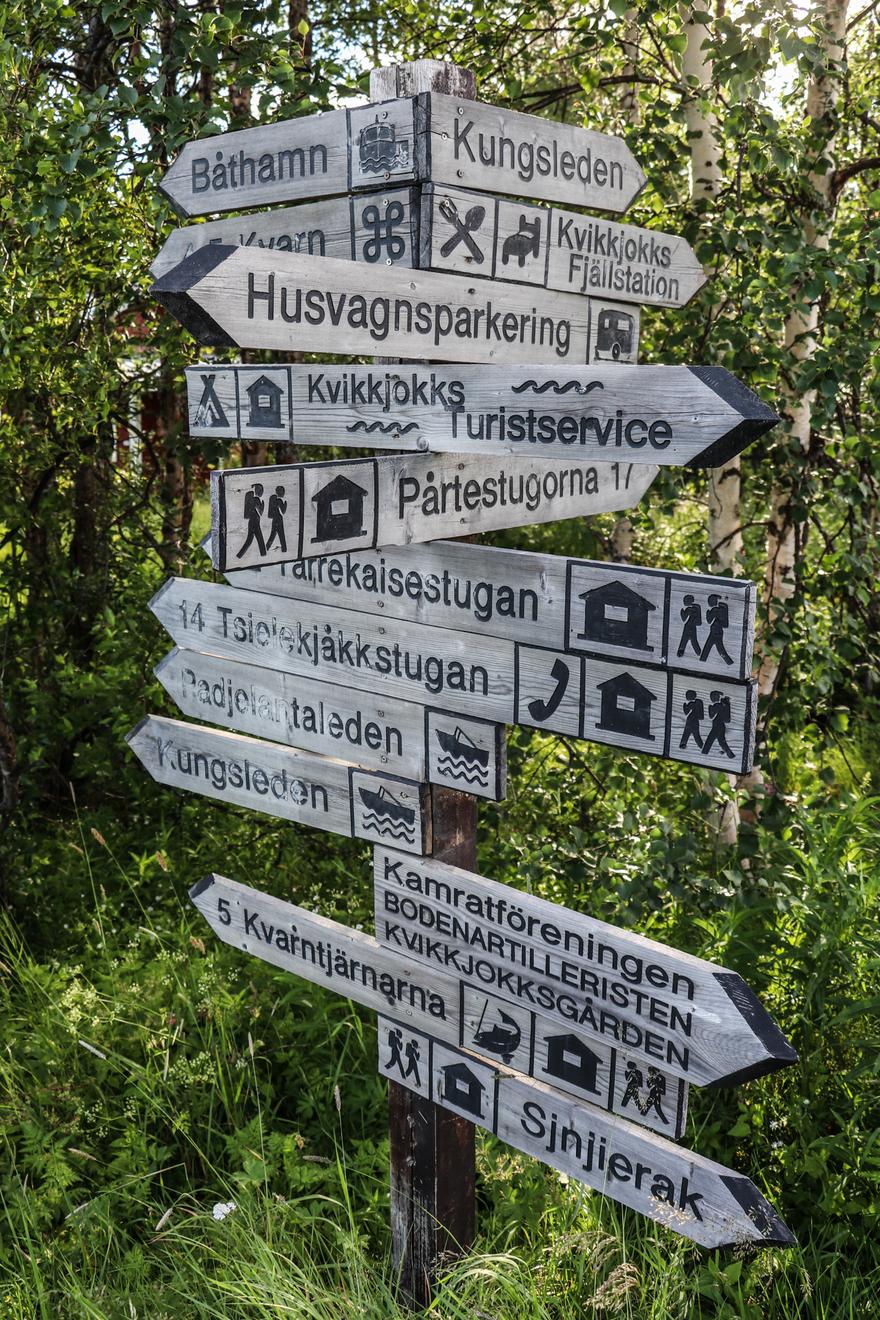 Båthamn
Kungsleden
Kvarn
Kvikkjokks
Fjällstation
Husvagnsparkering
Kvikkjokks
Turistservice
Pårtestugorna 17
Tarrekaisestugan
14 Tsielekjåkkstugan
Padjelantaleden
Kungsleden
Kamratföreningen
BODENARTILLERISTEN
KVIKKJOKKSGÅRDEN
5 Kvarntjärnarna
Sjnjierak